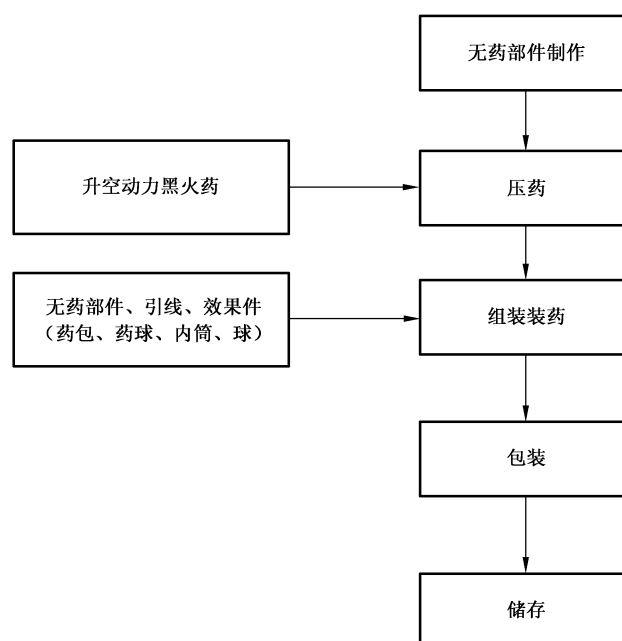 无药部件制作
升空动力黑火药
压药
无药部件、引线、效果件
（药包、药球、内筒、球）
组装装药
包装
储存